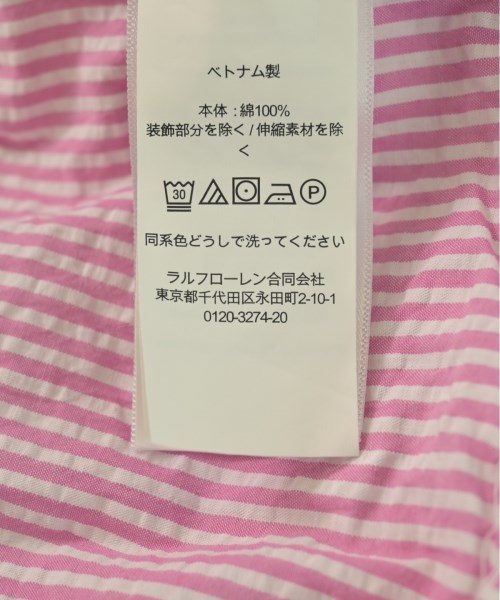 ベトナム製
本体 : 綿100%
装飾部分を除く / 伸縮素材を除
く
30 P
同系色どうしで洗ってください
ラルフローレン合同会社
東京都千代田区永田町2-10-1
0120-3274-20